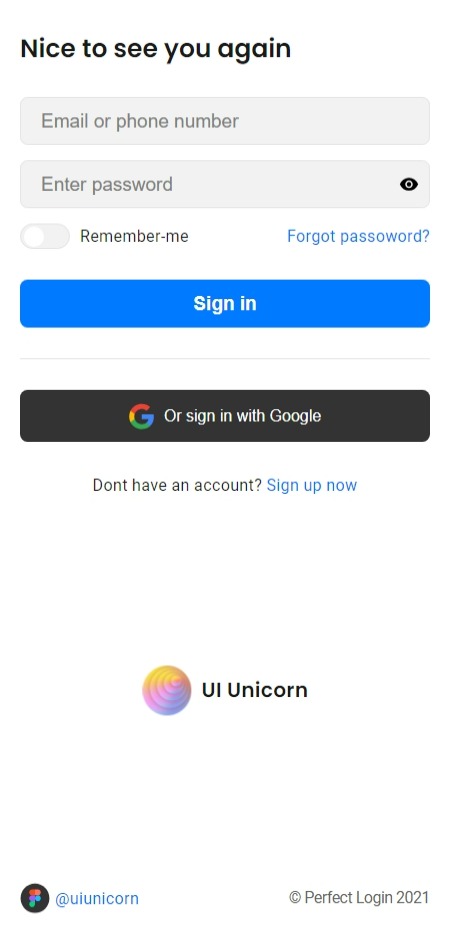 Nice to see you again
Email or phone number
Enter password
Remember-me Forgot passoword?
Sign in
Or sign in with Google
Dont have an account? Sign up now
UI Unicorn
@uiunicorn © Perfect Login 2021